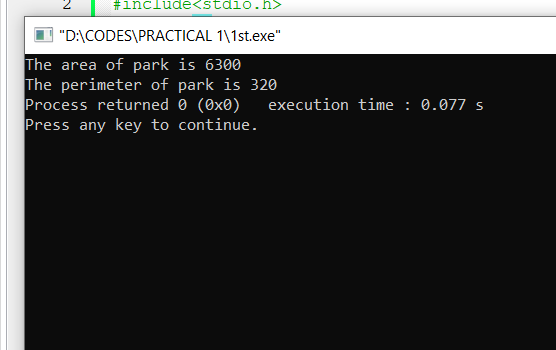 2 #include<stdio.h>
"D:\CODES\PRACTICAL 1\1st.exe"
The area of park is 6300
The perimeter of park is 320
Process returned 0 (0x0)   execution time : 0.077 s
Press any key to continue.